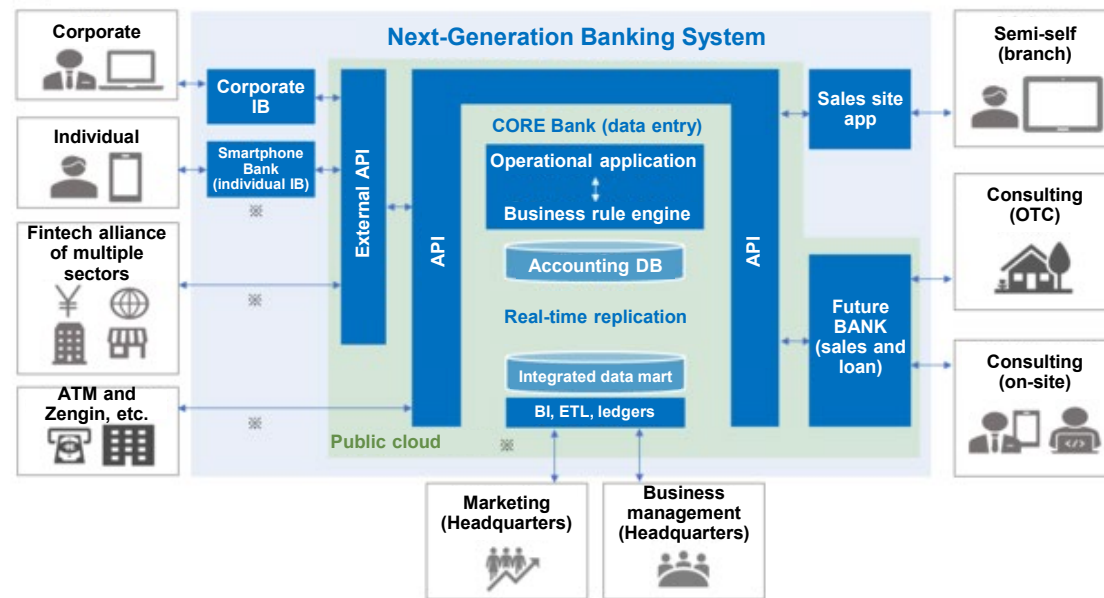 Next-Generation Banking System
Corporate
Individual
Fintech alliance
of multiple
sectors
ATM and
Zengin, etc.
Corporate
IB
Smartphone
Bank
(individual IB)
※
※
※
External API
API
CORE Bank (data entry)
Operational application
Business rule engine
Accounting DB
Real-time replication
Integrated data mart
BI, ETL, ledgers
Public cloud
※
API
Sales site
app
Future
BANK
(sales and
loan)
Semi-self
(branch)
Consulting
(OTC)
Consulting
(on-site)
Marketing
(Headquarters)
Business
management
(Headquarters)